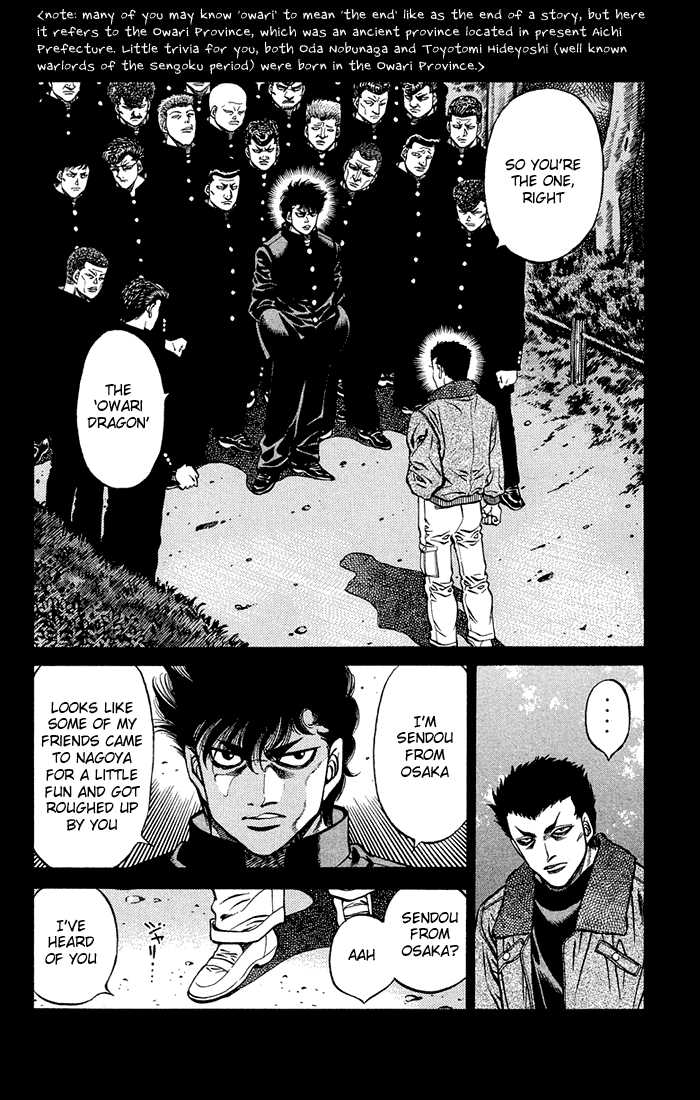 <note: many of you may know 'owari' to mean 'the end' like as the end of a story, but here
it refers to the Owari Province, which was an ancient province located in present Aichi
Prefecture. Little trivia for you, both Oda Nobunaga and Toyotomi Hideyoshi (well known
warlords of the Sengoku period) were born in the Owari Province.>
SO YOU'RE
THE ONE,
RIGHT
THE
'OWARI
DRAGON'
....
I'M
SENDOU
FROM
OSAKA
LOOKS LIKE
SOME OF MY
FRIENDS CAME
TO NAGOYA
FOR A LITTLE
FUN AND GOT
ROUGHED UP
BY YOU
SENDOU
FROM
OSAKA?
AAH
I'VE
HEARD
OF YOU